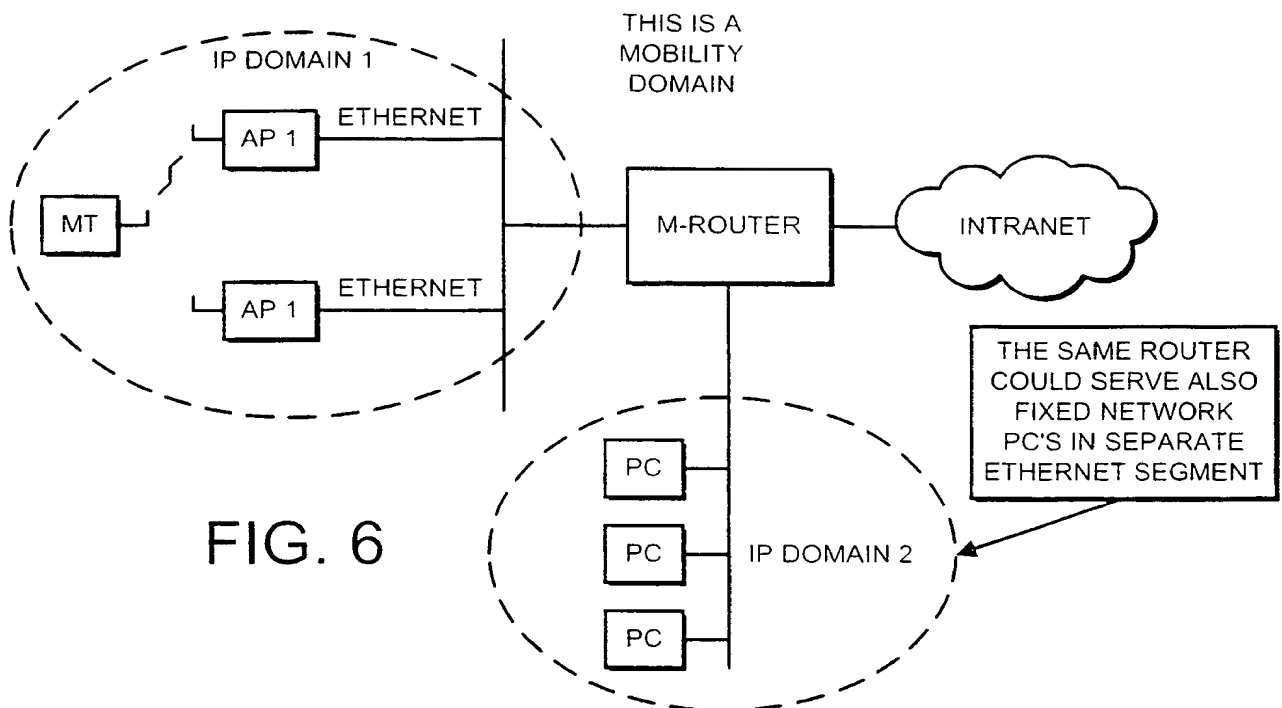 THIS IS A
MOBILITY
DOMAIN
IP DOMAIN 1
ETHERNET
AP 1
MT
M-ROUTER
INTRANET
ETHERNET
AP 1
THE SAME ROUTER
COULD SERVE ALSO
FIXED NETWORK
PC'S IN SEPARATE
ETHERNET SEGMENT
PC
FIG. 6
PC
IP DOMAIN 2
PC